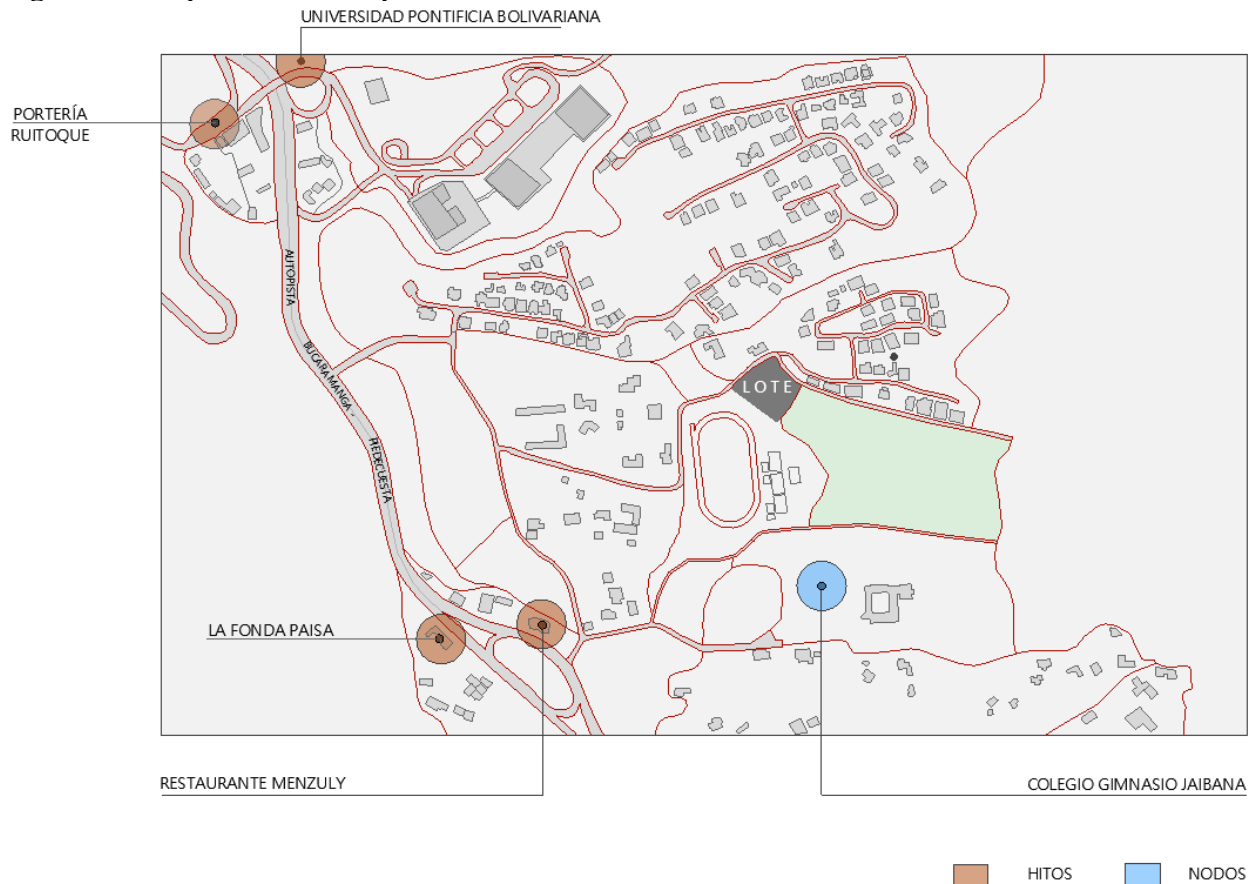 UNIVERSIDAD PONTIFICIA BOLIVARIANA
PORTERÍA
RUITOQUE
AUTOPISTA
BUCARAMANGA -
PIEDECUESTA
LOTE
LA FONDA PAISA
RESTAURANTE MENZULY
COLEGIO GIMNASIO JAIBANA
HITOS
NODOS